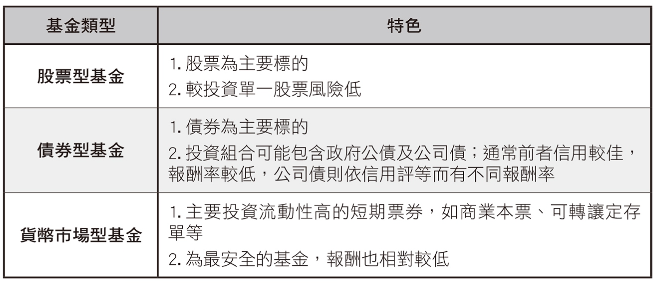 基金類型
特色
股票型基金
1. 股票為主要標的
2. 較投資單一股票風險低
債券型基金
1. 債券為主要標的
2. 投資組合可能包含政府公債及公司債；通常前者信用較佳，
報酬率較低，公司債則依信用評等而有不同報酬率
貨幣市場型基金
1. 主要投資流動性高的短期票券，如商業本票、可轉讓定存
單等
2. 為最安全的基金，報酬也相對較低